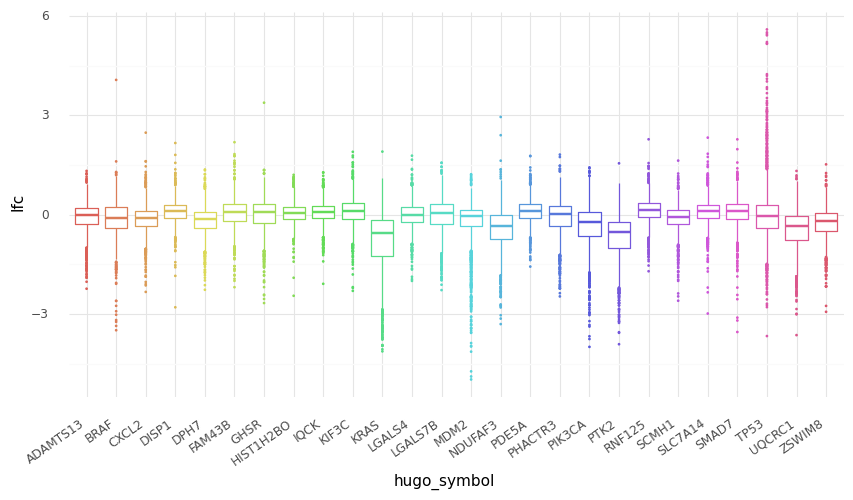 6
3
0
−3
lfc
ADAMTS13
BRAF
CXCL2
DISP1
DPH7
FAM43B
GHSR
HIST1H2BO
IQCK
KIF3C
KRAS
LGALS4
LGALS7B
MDM2
NDUFAF3
PDE5A
PHACTR3
PIK3CA
PTK2
RNF125
SCMH1
SLC7A14
SMAD7
TP53
UQCRC1
ZSWIM8
hugo_symbol